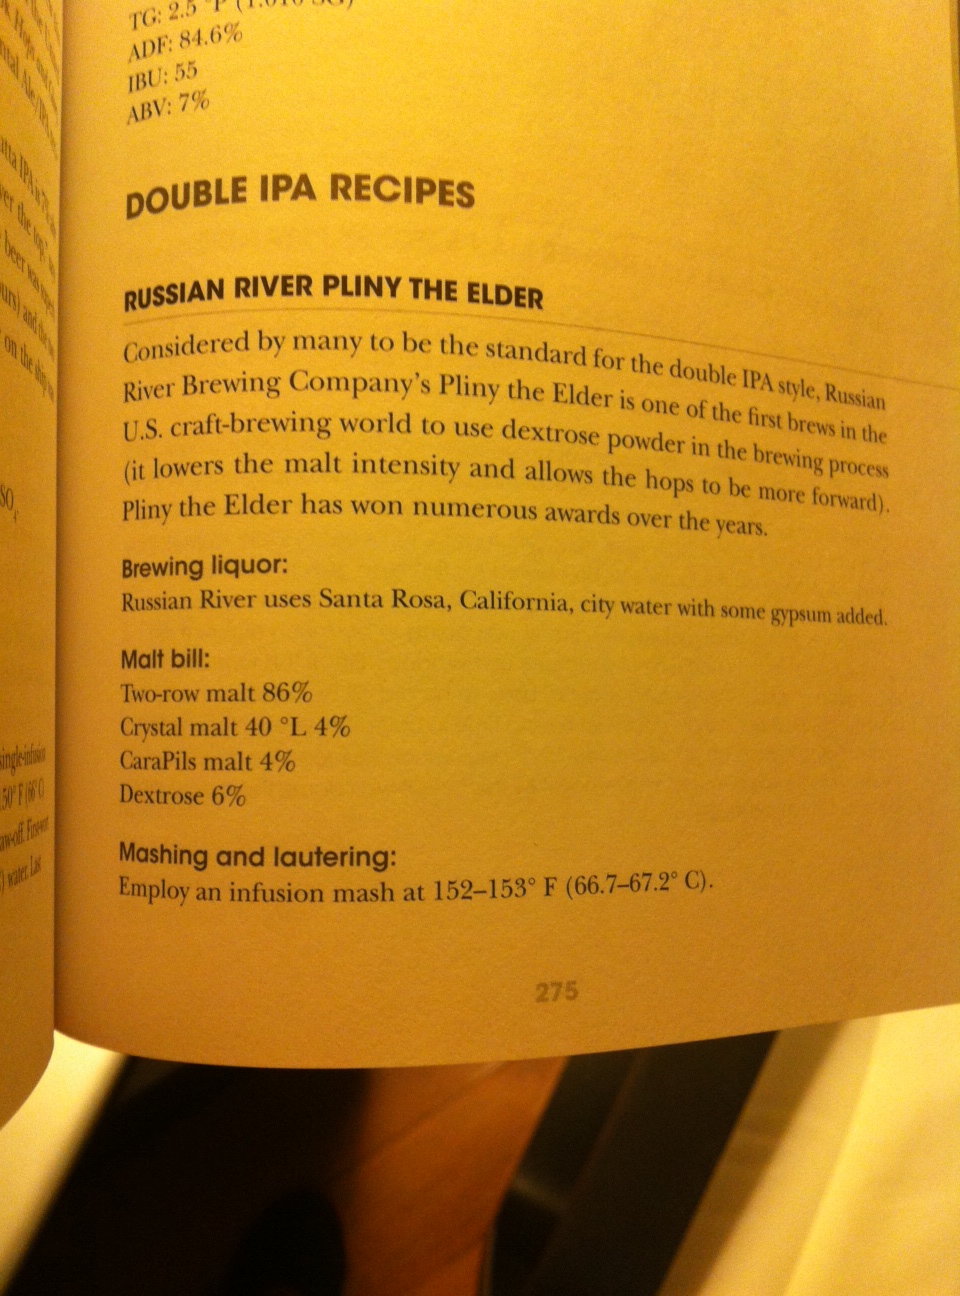 TG: 2.5 °P
ADF: 84.6%
IBU: 55
ABV: 7%
DOUBLE IPA RECIPES
RUSSIAN RIVER PLINY THE ELDER
Considered by many to be the standard for the double IPA style, Russian
River Brewing Company's Pliny the Elder is one of the first brews in the
U.S. craft-brewing world to use dextrose powder in the brewing process
(it lowers the malt intensity and allows the hops to be more forward).
Pliny the Elder has won numerous awards over the years.
Brewing liquor:
Russian River uses Santa Rosa, California, city water with some gypsum added.
Malt bill:
Two-row malt 86%
Crystal malt 40 °L 4%
CaraPils malt 4%
Dextrose 6%
Mashing and lautering:
Employ an infusion mash at 152–153° F (66.7–67.2° C).
275